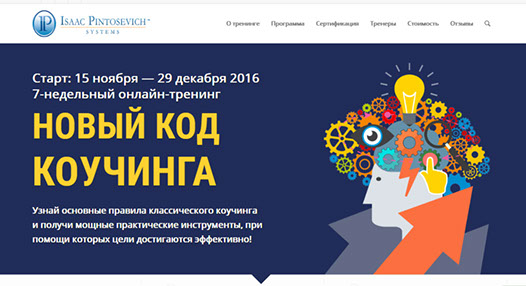 ISAAC PINTOSEVICH™
SYSTEMS
О тренинге Программа Сертификация Тренеры Стоимость Отзывы
Старт: 15 ноября — 29 декабря 2016
7-недельный онлайн-тренинг
НОВЫЙ КОД
КОУЧИНГА
Узнай основные правила классического коучинга
и получи мощные практические инструменты, при
помощи которых цели достигаются эффективно!